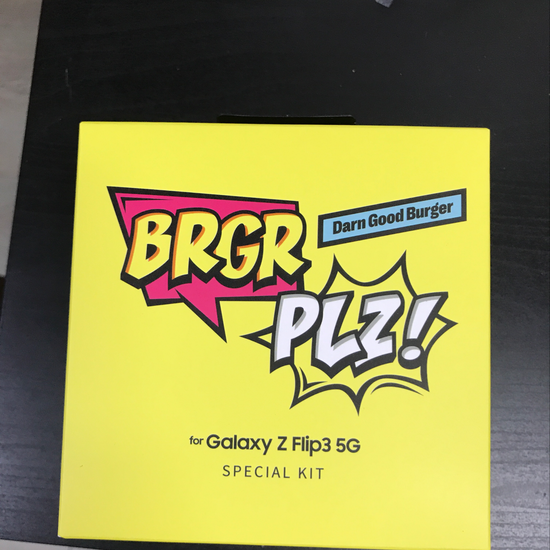 BRGR
Darn Good Burger
PLZ!
for Galaxy Z Flip3 5G
SPECIAL KIT